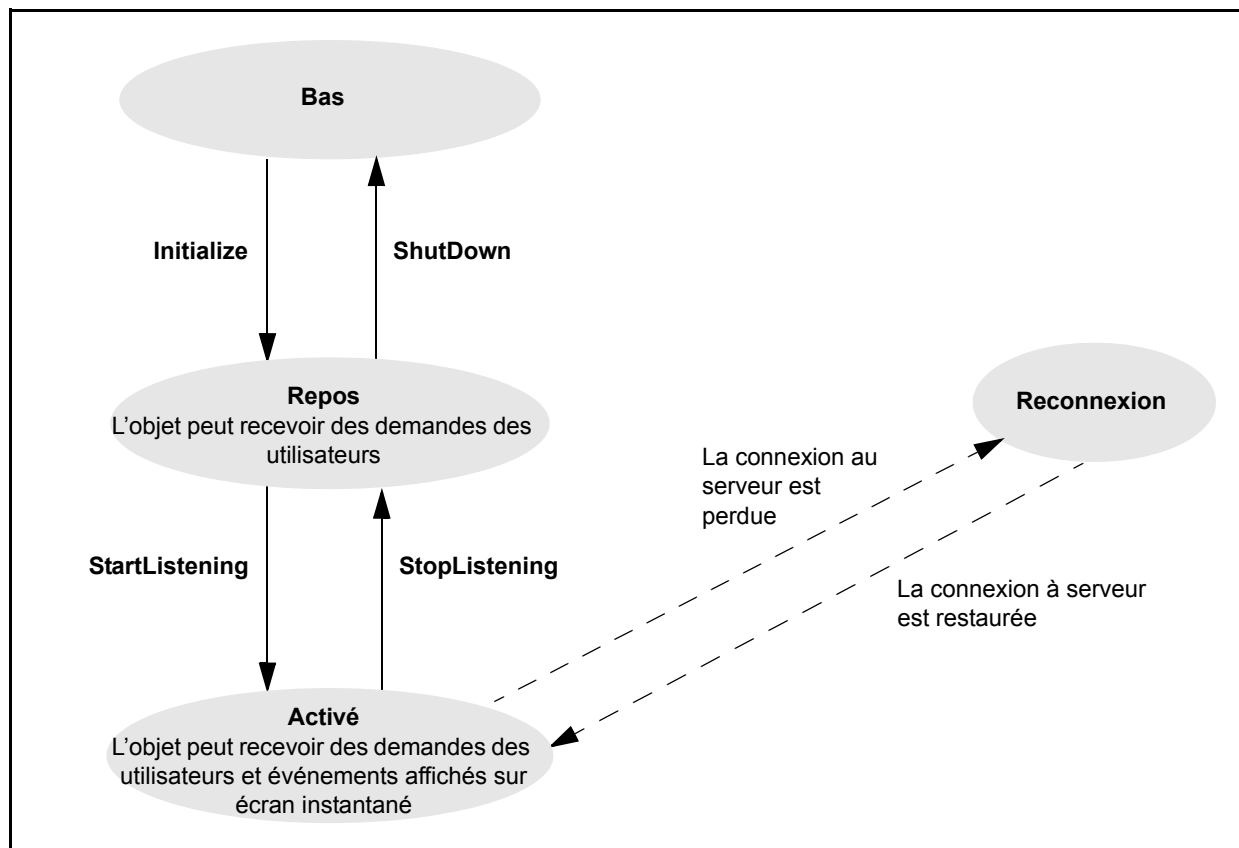 Bas
Initialize
ShutDown
Repos
L'objet peut recevoir des demandes des
utilisateurs
Reconnexion
La connexion au
serveur est
perdue
StartListening
StopListening
La connexion à serveur
est restaurée
Activé
L'objet peut recevoir des demandes des
utilisateurs et événements affichés sur
écran instantané